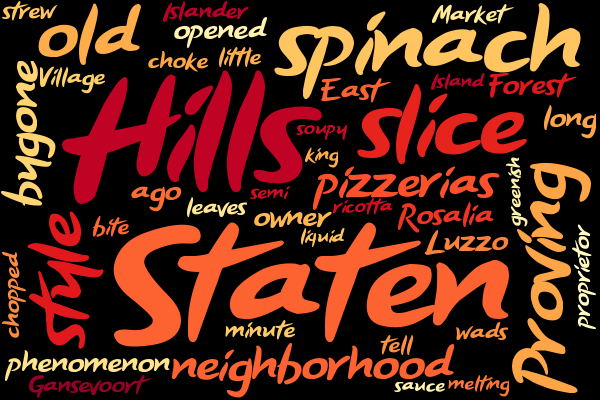 strew
old
Islander
opened
choke
little
spinach
Market
Village
East
Island
Forest
bygone
Hills
soupy
slice
long
king
ago
semi
pizzerias
greenish
Proving
leaves
owner
ricotta
Rosalia
liquid
Luzzo
style
bite
Staten
proprietor
chopped
minute
wads
tell
phenomenon
neighborhood
Gansevoort
sauce
melting